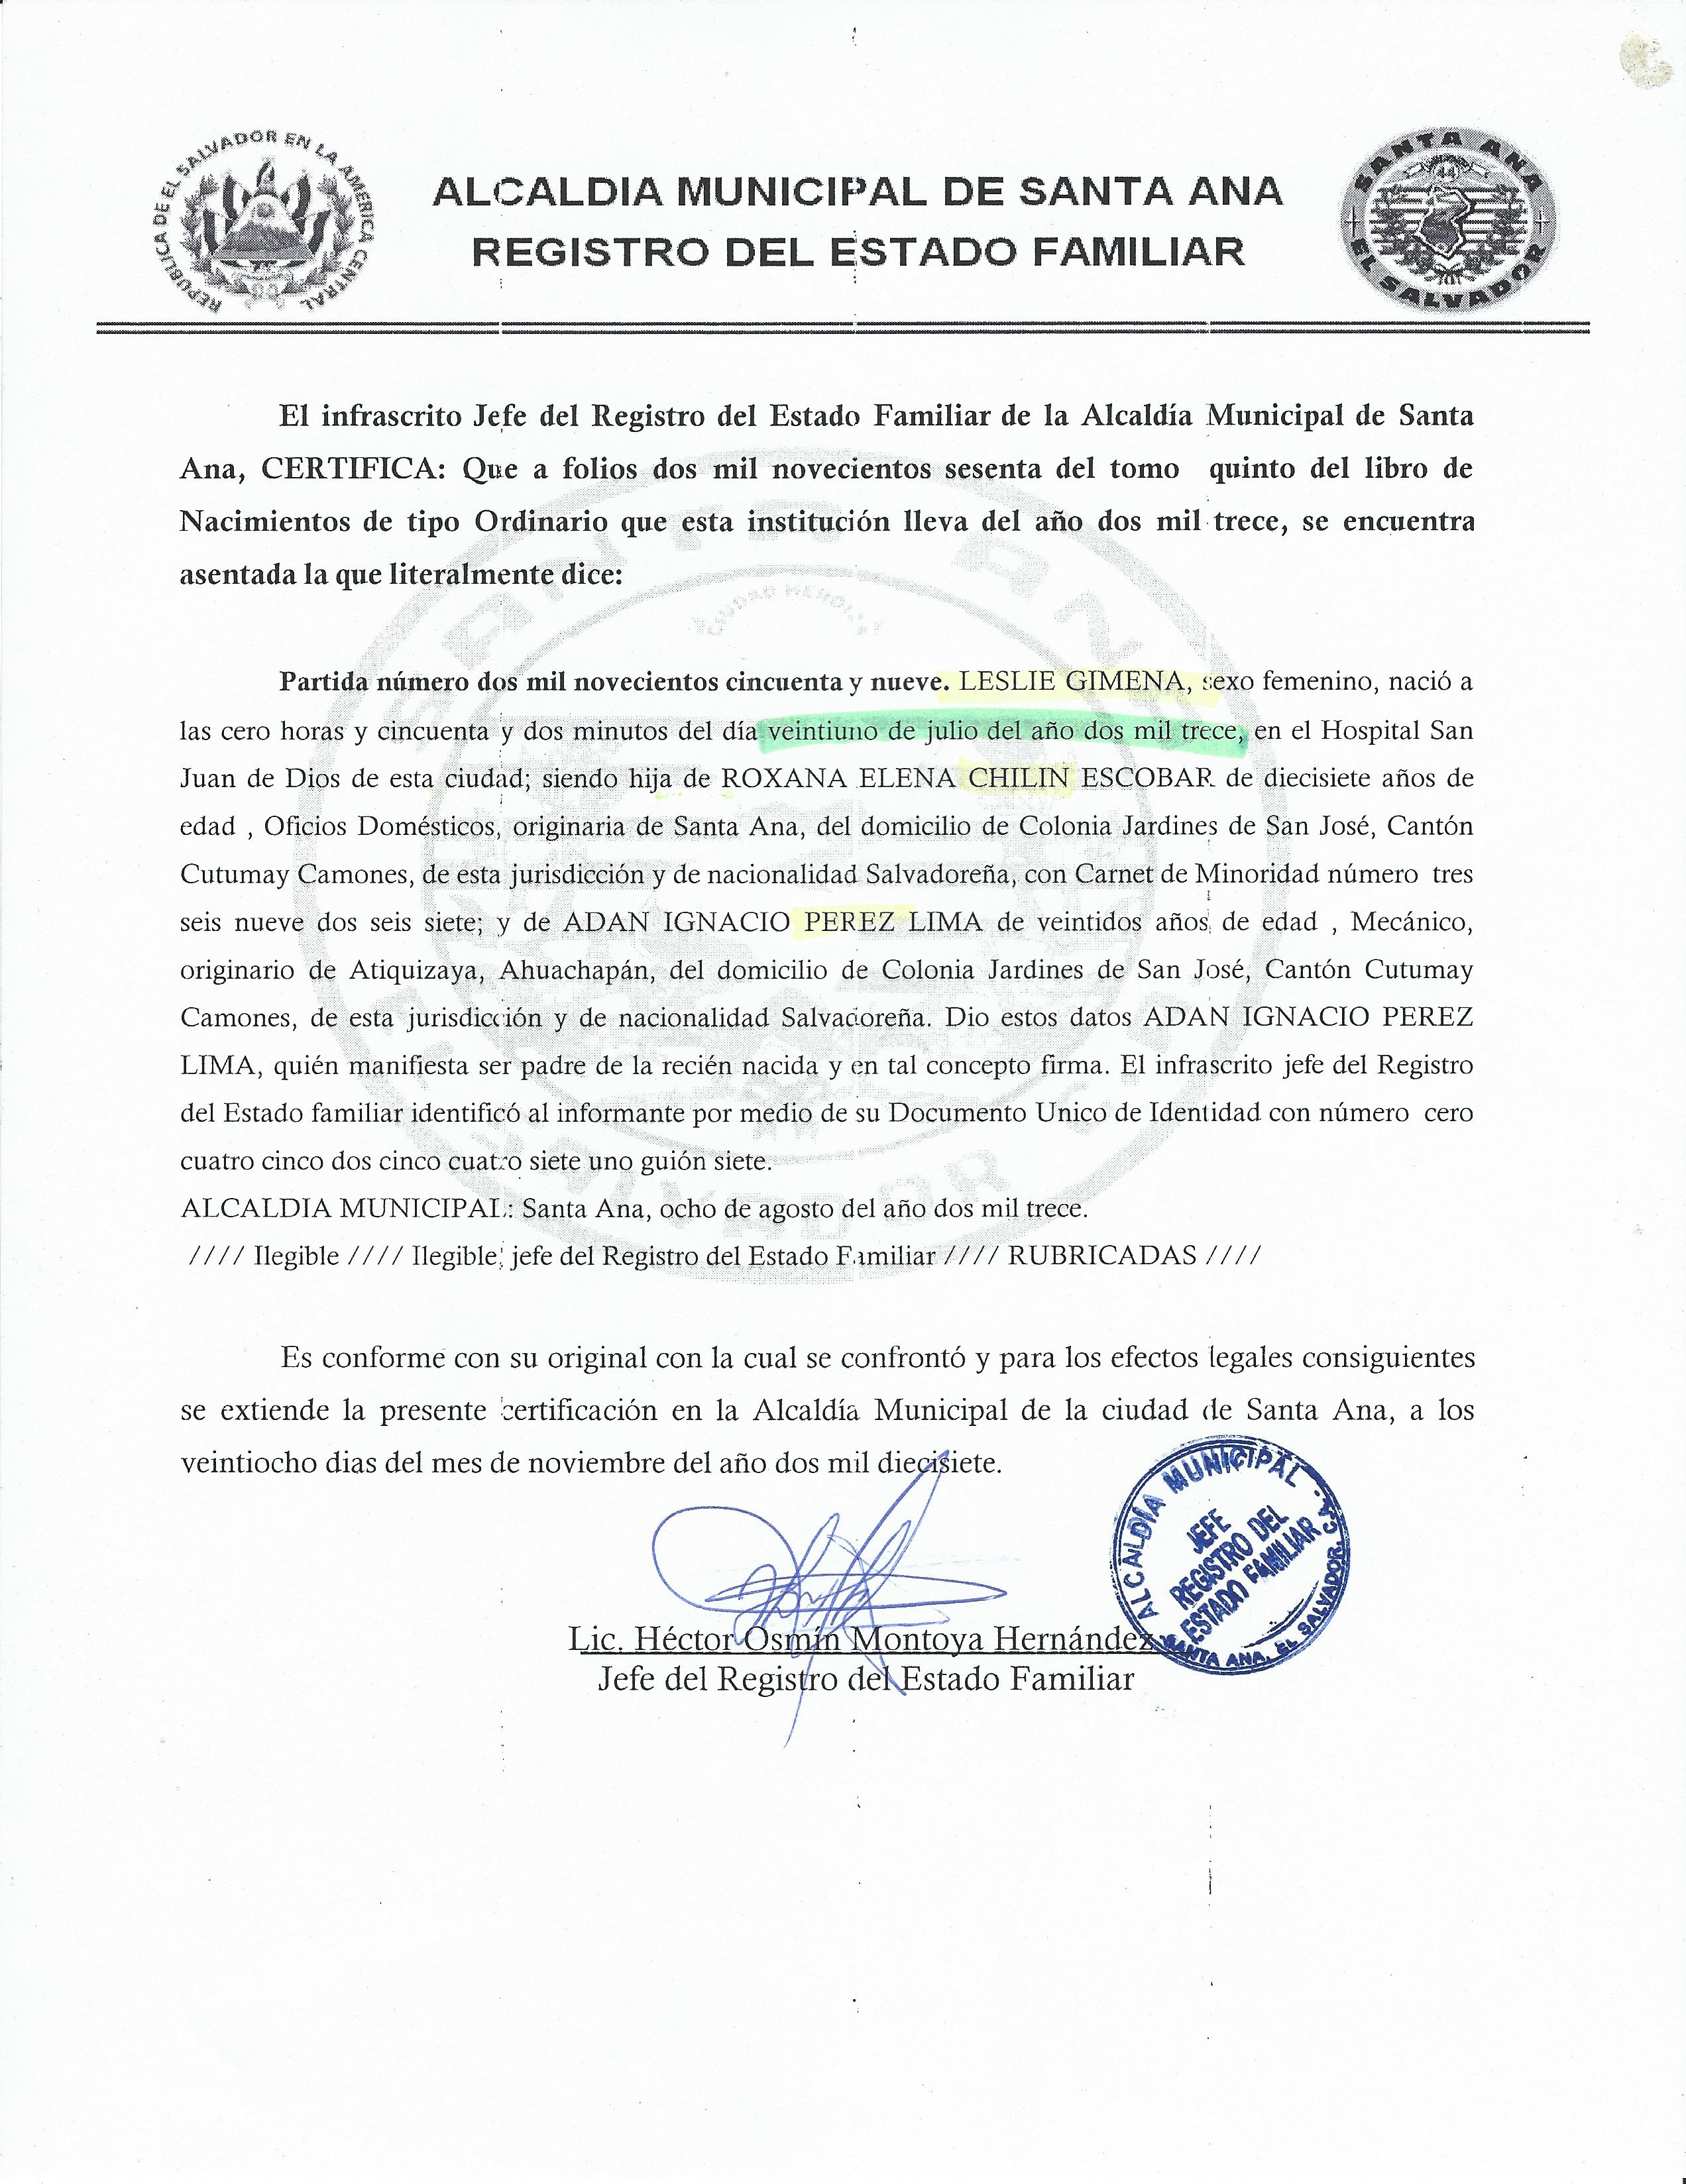 REPUBLICA DE EL SALVADOR EN LA AMERICA CENTRAL
ALCALDIA MUNICIPAL DE SANTA ANA
REGISTRO DEL ESTADO FAMILIAR
SANTA ANA
44
EL SALVADOR
El infrascrito Jefe del Registro del Estado Familiar de la Alcaldía Municipal de Santa
Ana, CERTIFICA: Que a folios dos mil novecientos sesenta del tomo quinto del libro de
Nacimientos de tipo Ordinario que esta institución lleva del año dos mil trece, se encuentra
asentada la que literalmente dice:
Partida número dos mil novecientos cincuenta y nueve. LESLIE GIMENA, sexo femenino, nació a
las cero horas y cincuenta y dos minutos del día veintiuno de julio del año dos mil trece, en el Hospital San
Juan de Dios de esta ciudad; siendo hija de ROXANA ELENA CHILIN ESCOBAR de diecisiete años de
edad , Oficios Domésticos, originaria de Santa Ana, del domicilio de Colonia Jardines de San José, Cantón
Cutumay Camones, de esta jurisdicción y de nacionalidad Salvadoreña, con Carnet de Minoridad número tres
seis nueve dos seis siete; y de ADAN IGNACIO PEREZ LIMA de veintidos años de edad , Mecánico,
originario de Atiquizaya, Ahuachapán, del domicilio de Colonia Jardines de San José, Cantón Cutumay
Camones, de esta jurisdicción y de nacionalidad Salvadoreña. Dio estos datos ADAN IGNACIO PEREZ
LIMA, quién manifiesta ser padre de la recién nacida y en tal concepto firma. El infrascrito jefe del Registro
del Estado familiar identificó al informante por medio de su Documento Unico de Identidad con número cero
cuatro cinco dos cinco cuatro siete uno guión siete.
ALCALDIA MUNICIPAL: Santa Ana, ocho de agosto del año dos mil trece.
//// Ilegible //// Ilegible; jefe del Registro del Estado Familiar //// RUBRICADAS ////
Es conforme con su original con la cual se confrontó y para los efectos legales consiguientes
se extiende la presente certificación en la Alcaldía Municipal de la ciudad de Santa Ana, a los
veintiocho dias del mes de noviembre del año dos mil diecisiete.
ALCALDIA MUNICIPAL
JEFE
REGISTRO DEL
ESTADO FAMILIAR
SANTA ANA, EL SALVADOR, C.A.
Lic. Héctor Osmín Montoya Hernández
Jefe del Registro del Estado Familiar